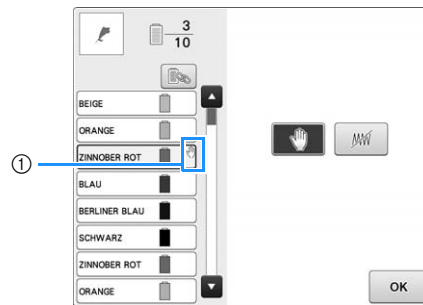 3
10
BEIGE
ORANGE
ZINNOBER ROT
①
BLAU
BERLINER BLAU
SCHWARZ
ZINNOBER ROT
ORANGE
OK